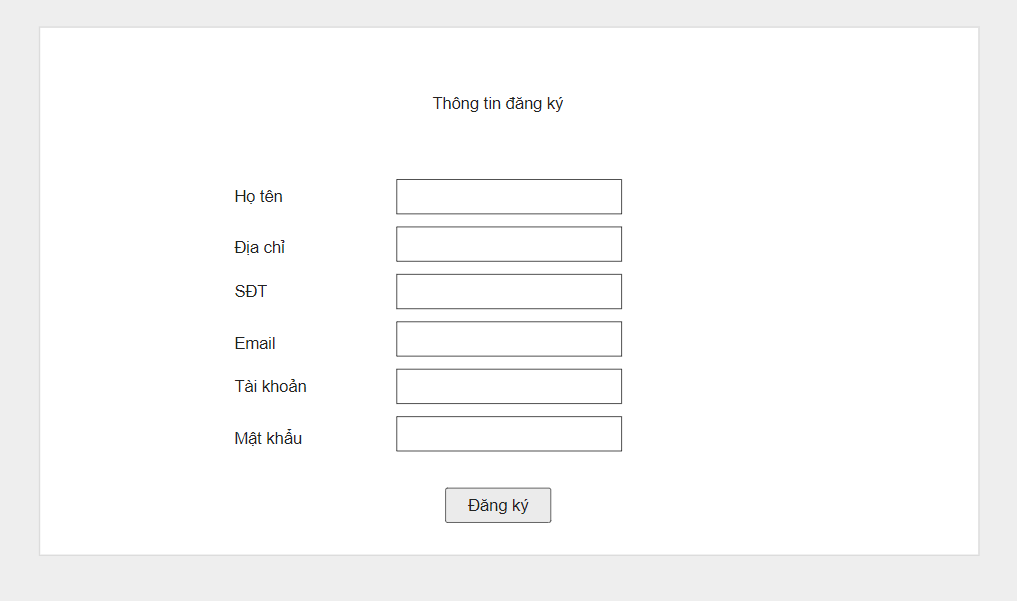 Thông tin đăng ký
Họ tên
Địa chỉ
SĐT
Email
Tài khoản
Mật khẩu
Đăng ký